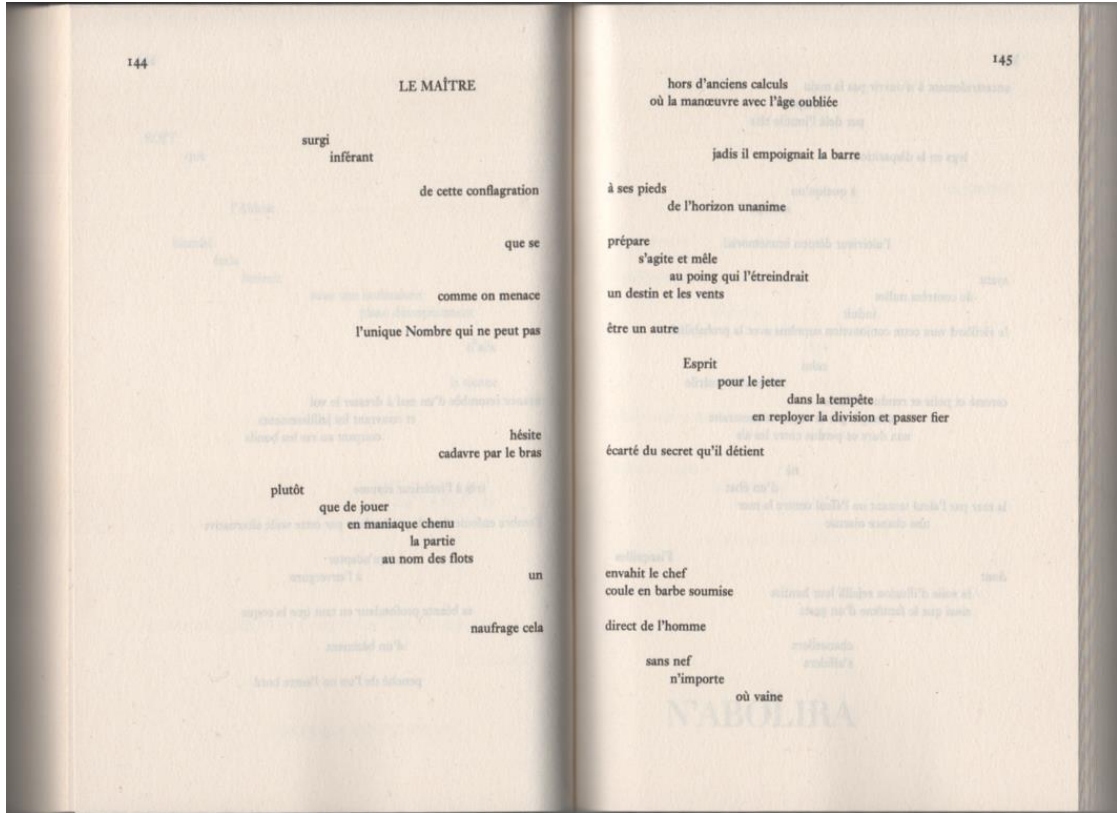 144
LE MAÎTRE
surgi
inférant
de cette conflagration
que se
comme on menace
l'unique Nombre qui ne peut pas
hésite
cadavre par le bras
plutôt
que de jouer
en maniaque chenu
la partie
au nom des flots
un
naufrage cela
145
hors d'anciens calculs
où la manœuvre avec l'âge oubliée
jadis il empoignait la barre
à ses pieds
de l'horizon unanime
prépare
s'agite et mêle
au poing qui l'étreindrait
un destin et les vents
être un autre
Esprit
pour le jeter
dans la tempête
en reployer la division et passer fier
écarté du secret qu'il détient
envahit le chef
coule en barbe soumise
direct de l'homme
sans nef
n'importe
où vaine